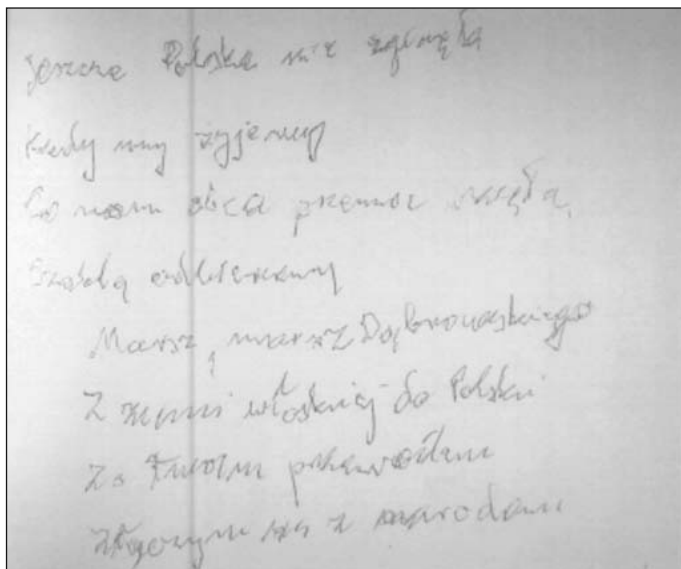 Jeszcze Polska nie zginęła
Kiedy my żyjemy
Co nam obca przemoc wzięła
Szablą odbierzemy
Marsz, marsz Dąbrowskiego
Z ziemi włoskiej do Polski
Za Twoim przewodem
Złączym się z narodem